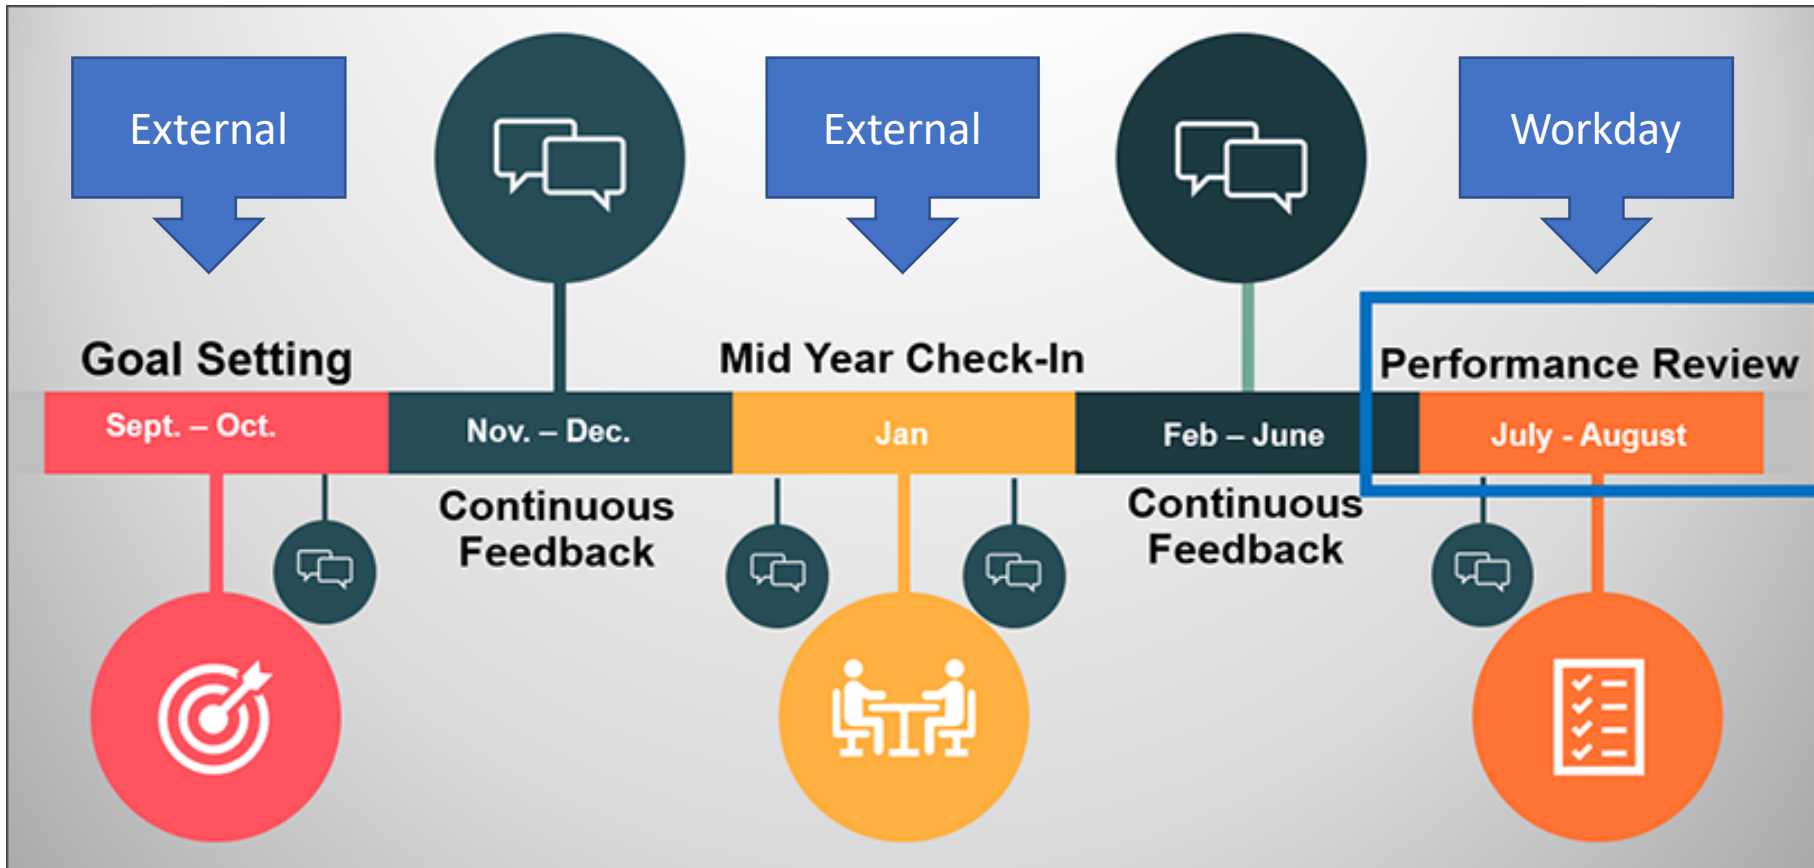 External
External
Workday
Goal Setting
Mid Year Check-In
Performance Review
Sept. – Oct.
Nov. – Dec.
Jan
Feb – June
July - August
Continuous
Feedback
Continuous
Feedback